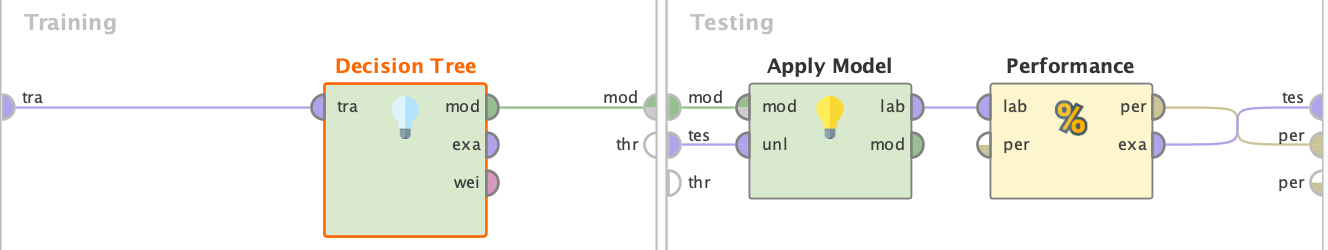 Training
Testing
Decision Tree
Apply Model
Performance
tra
tra
mod
exa
wei
mod
thr
mod
tes
thr
mod
unl
lab
mod
lab
per
per
exa
tes
per
per